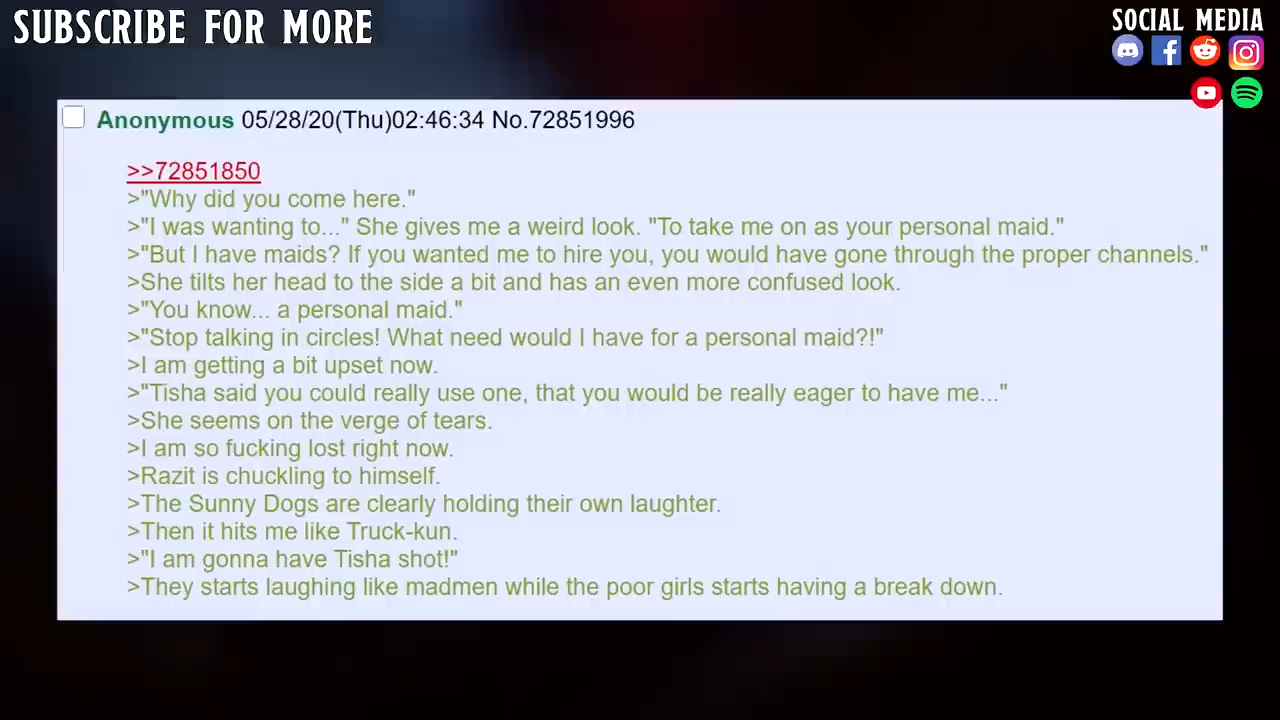 SUBSCRIBE FOR MORE
SOCIAL MEDIA
Anonymous 05/28/20(Thu)02:46:34 No.72851996
>>72851850
>"Why did you come here."
>"I was wanting to..." She gives me a weird look. "To take me on as your personal maid."
>"But I have maids? If you wanted me to hire you, you would have gone through the proper channels."
>She tilts her head to the side a bit and has an even more confused look.
>"You know... a personal maid."
>"Stop talking in circles! What need would I have for a personal maid?!"
>I am getting a bit upset now.
>"Tisha said you could really use one, that you would be really eager to have me..."
>She seems on the verge of tears.
>I am so fucking lost right now.
>Razit is chuckling to himself.
>The Sunny Dogs are clearly holding their own laughter.
>Then it hits me like Truck-kun.
>"I am gonna have Tisha shot!"
>They starts laughing like madmen while the poor girls starts having a break down.